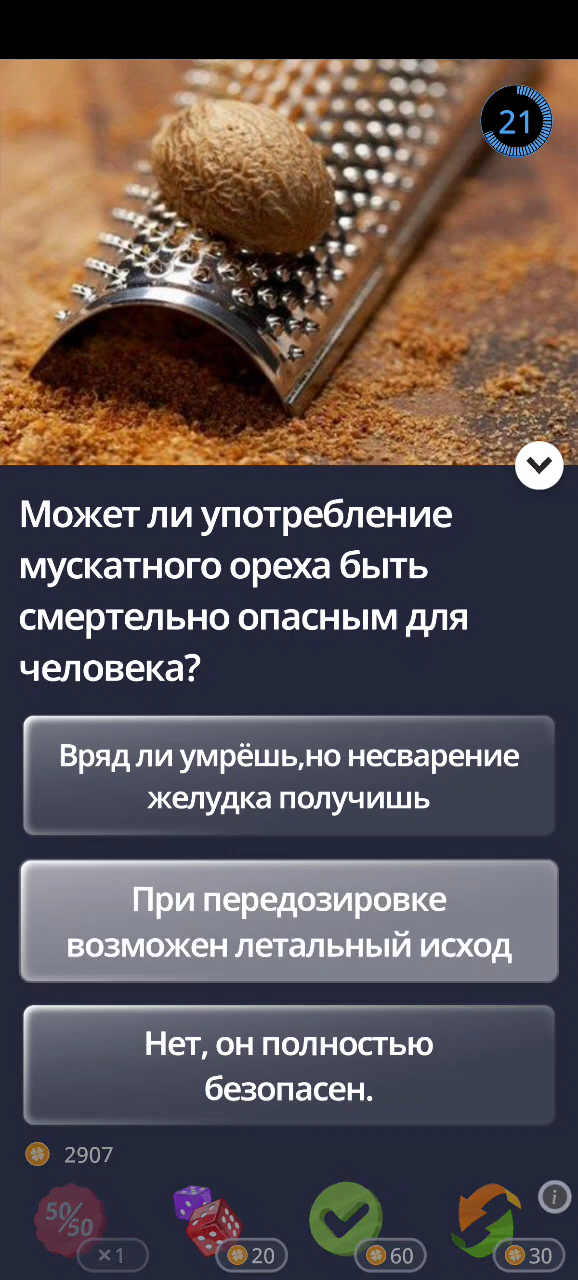 21
Может ли употребление
мускатного ореха быть
смертельно опасным для
человека?
Вряд ли умрёшь,но несварение
желудка получишь
При передозировке
возможен летальный исход
Нет, он полностью
безопасен.
2907
50/50
×1
20
60
30
i